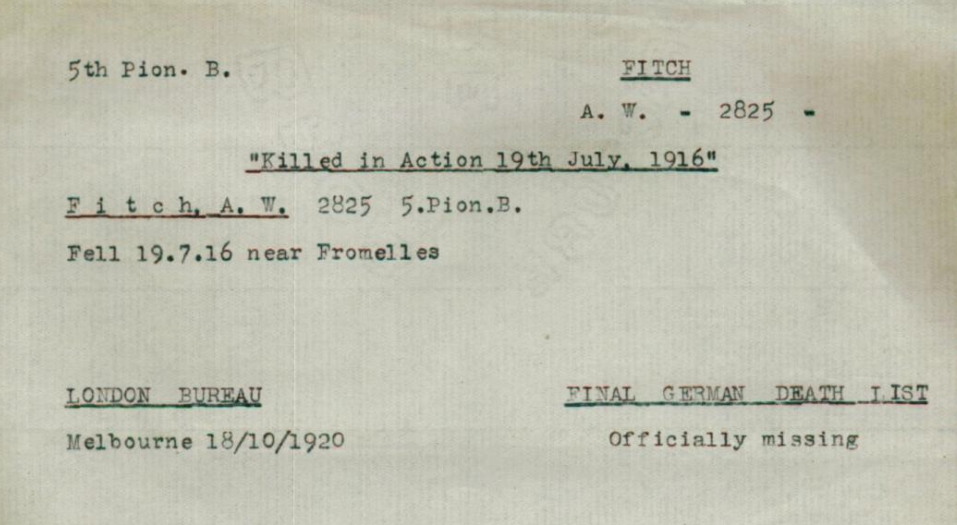 5th Pion. B. FITCH
A. W. - 2825 -
"Killed in Action 19th July, 1916"
F i t c h, A. W. 2825 5.Pion.B.
Fell 19.7.16 near Fromelles
LONDON BUREAU FINAL GERMAN DEATH LIST
Melbourne 18/10/1920 Officially missing